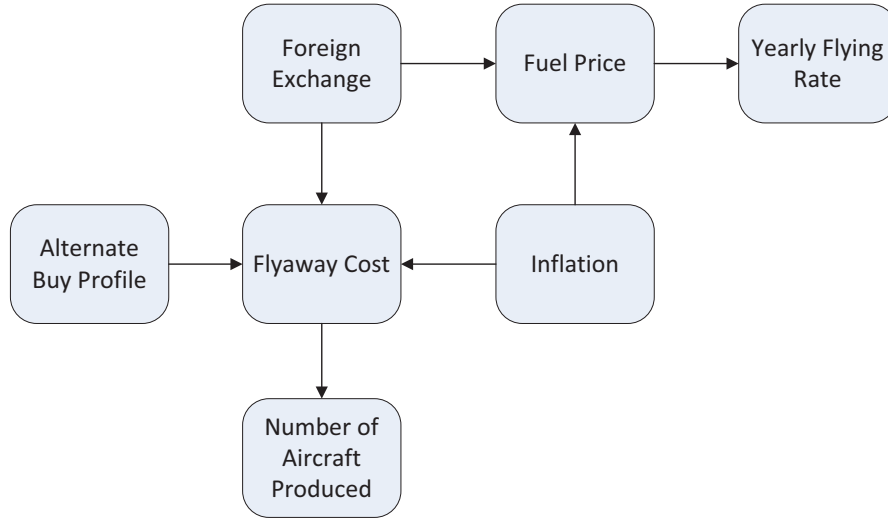 Foreign
Exchange
Fuel Price
Yearly Flying
Rate
Alternate
Buy Profile
Flyaway Cost
Inflation
Number of
Aircraft
Produced